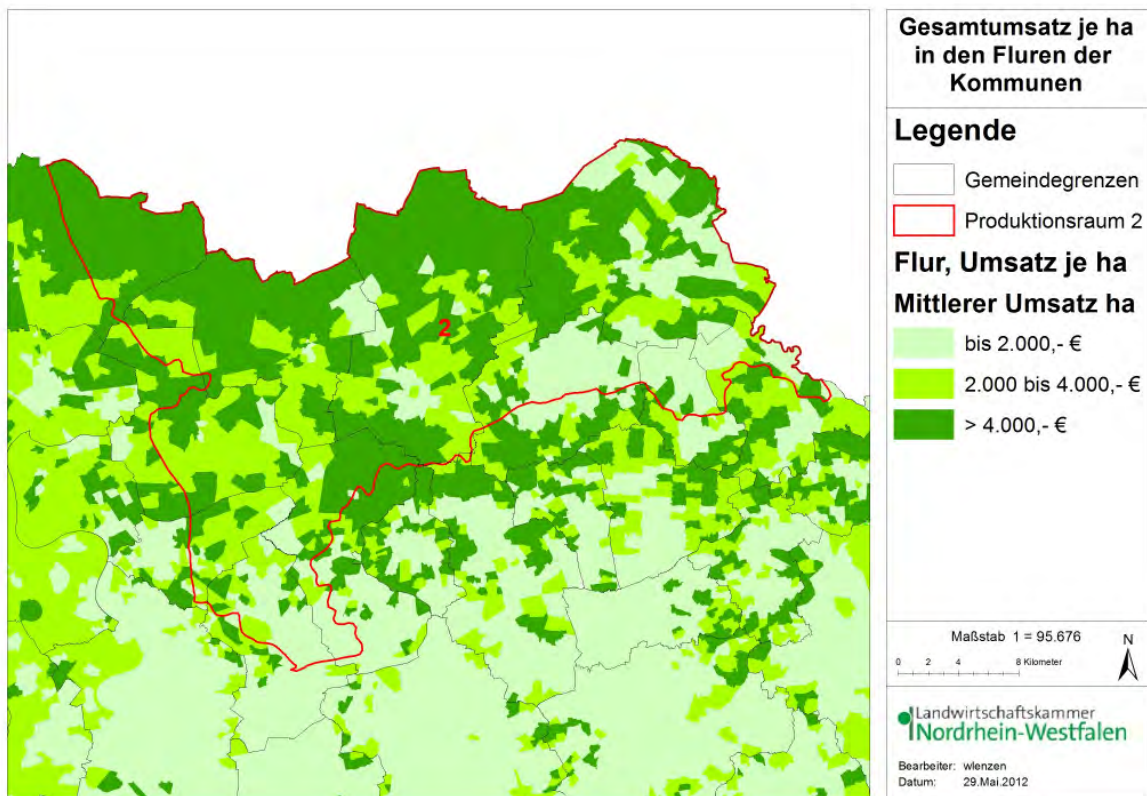 Gesamtumsatz je ha
in den Fluren der
Kommunen
Legende
Gemeindegrenzen
Produktionsraum 2
Flur, Umsatz je ha
Mittlerer Umsatz ha
bis 2.000,- €
2.000 bis 4.000,- €
> 4.000,- €
2
Maßstab 1 = 95.676
N
0 2 4 8 Kilometer
Landwirtschaftskammer
Nordrhein-Westfalen
Bearbeiter: wlenzen
Datum: 29.Mai.2012